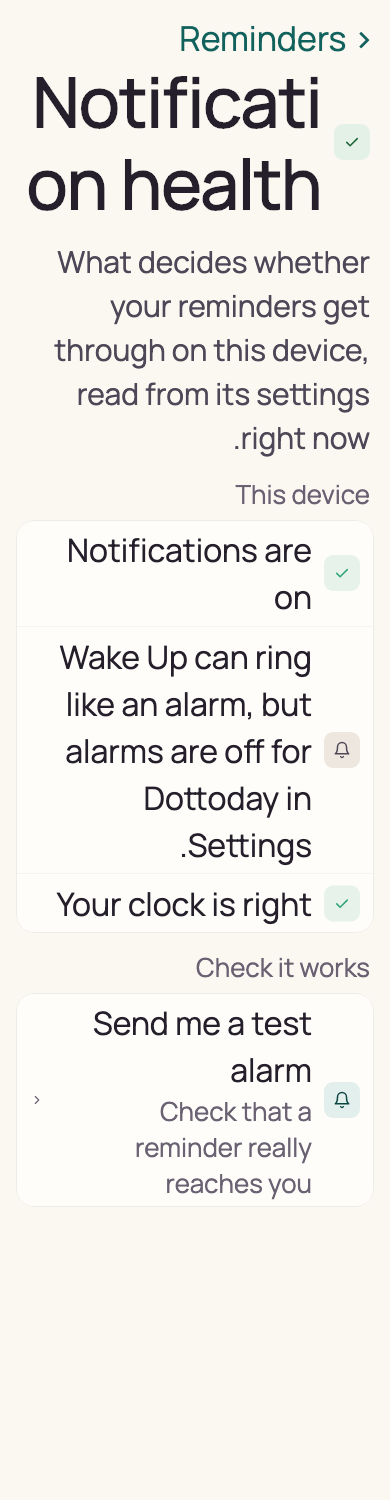 Reminders
Notificati
on health
What decides whether
your reminders get
through on this device,
read from its settings
.right now
This device
Notifications are
on
Wake Up can ring
like an alarm, but
alarms are off for
Dottoday in
.Settings
Your clock is right
Check it works
Send me a test
alarm
Check that a
reminder really
reaches you